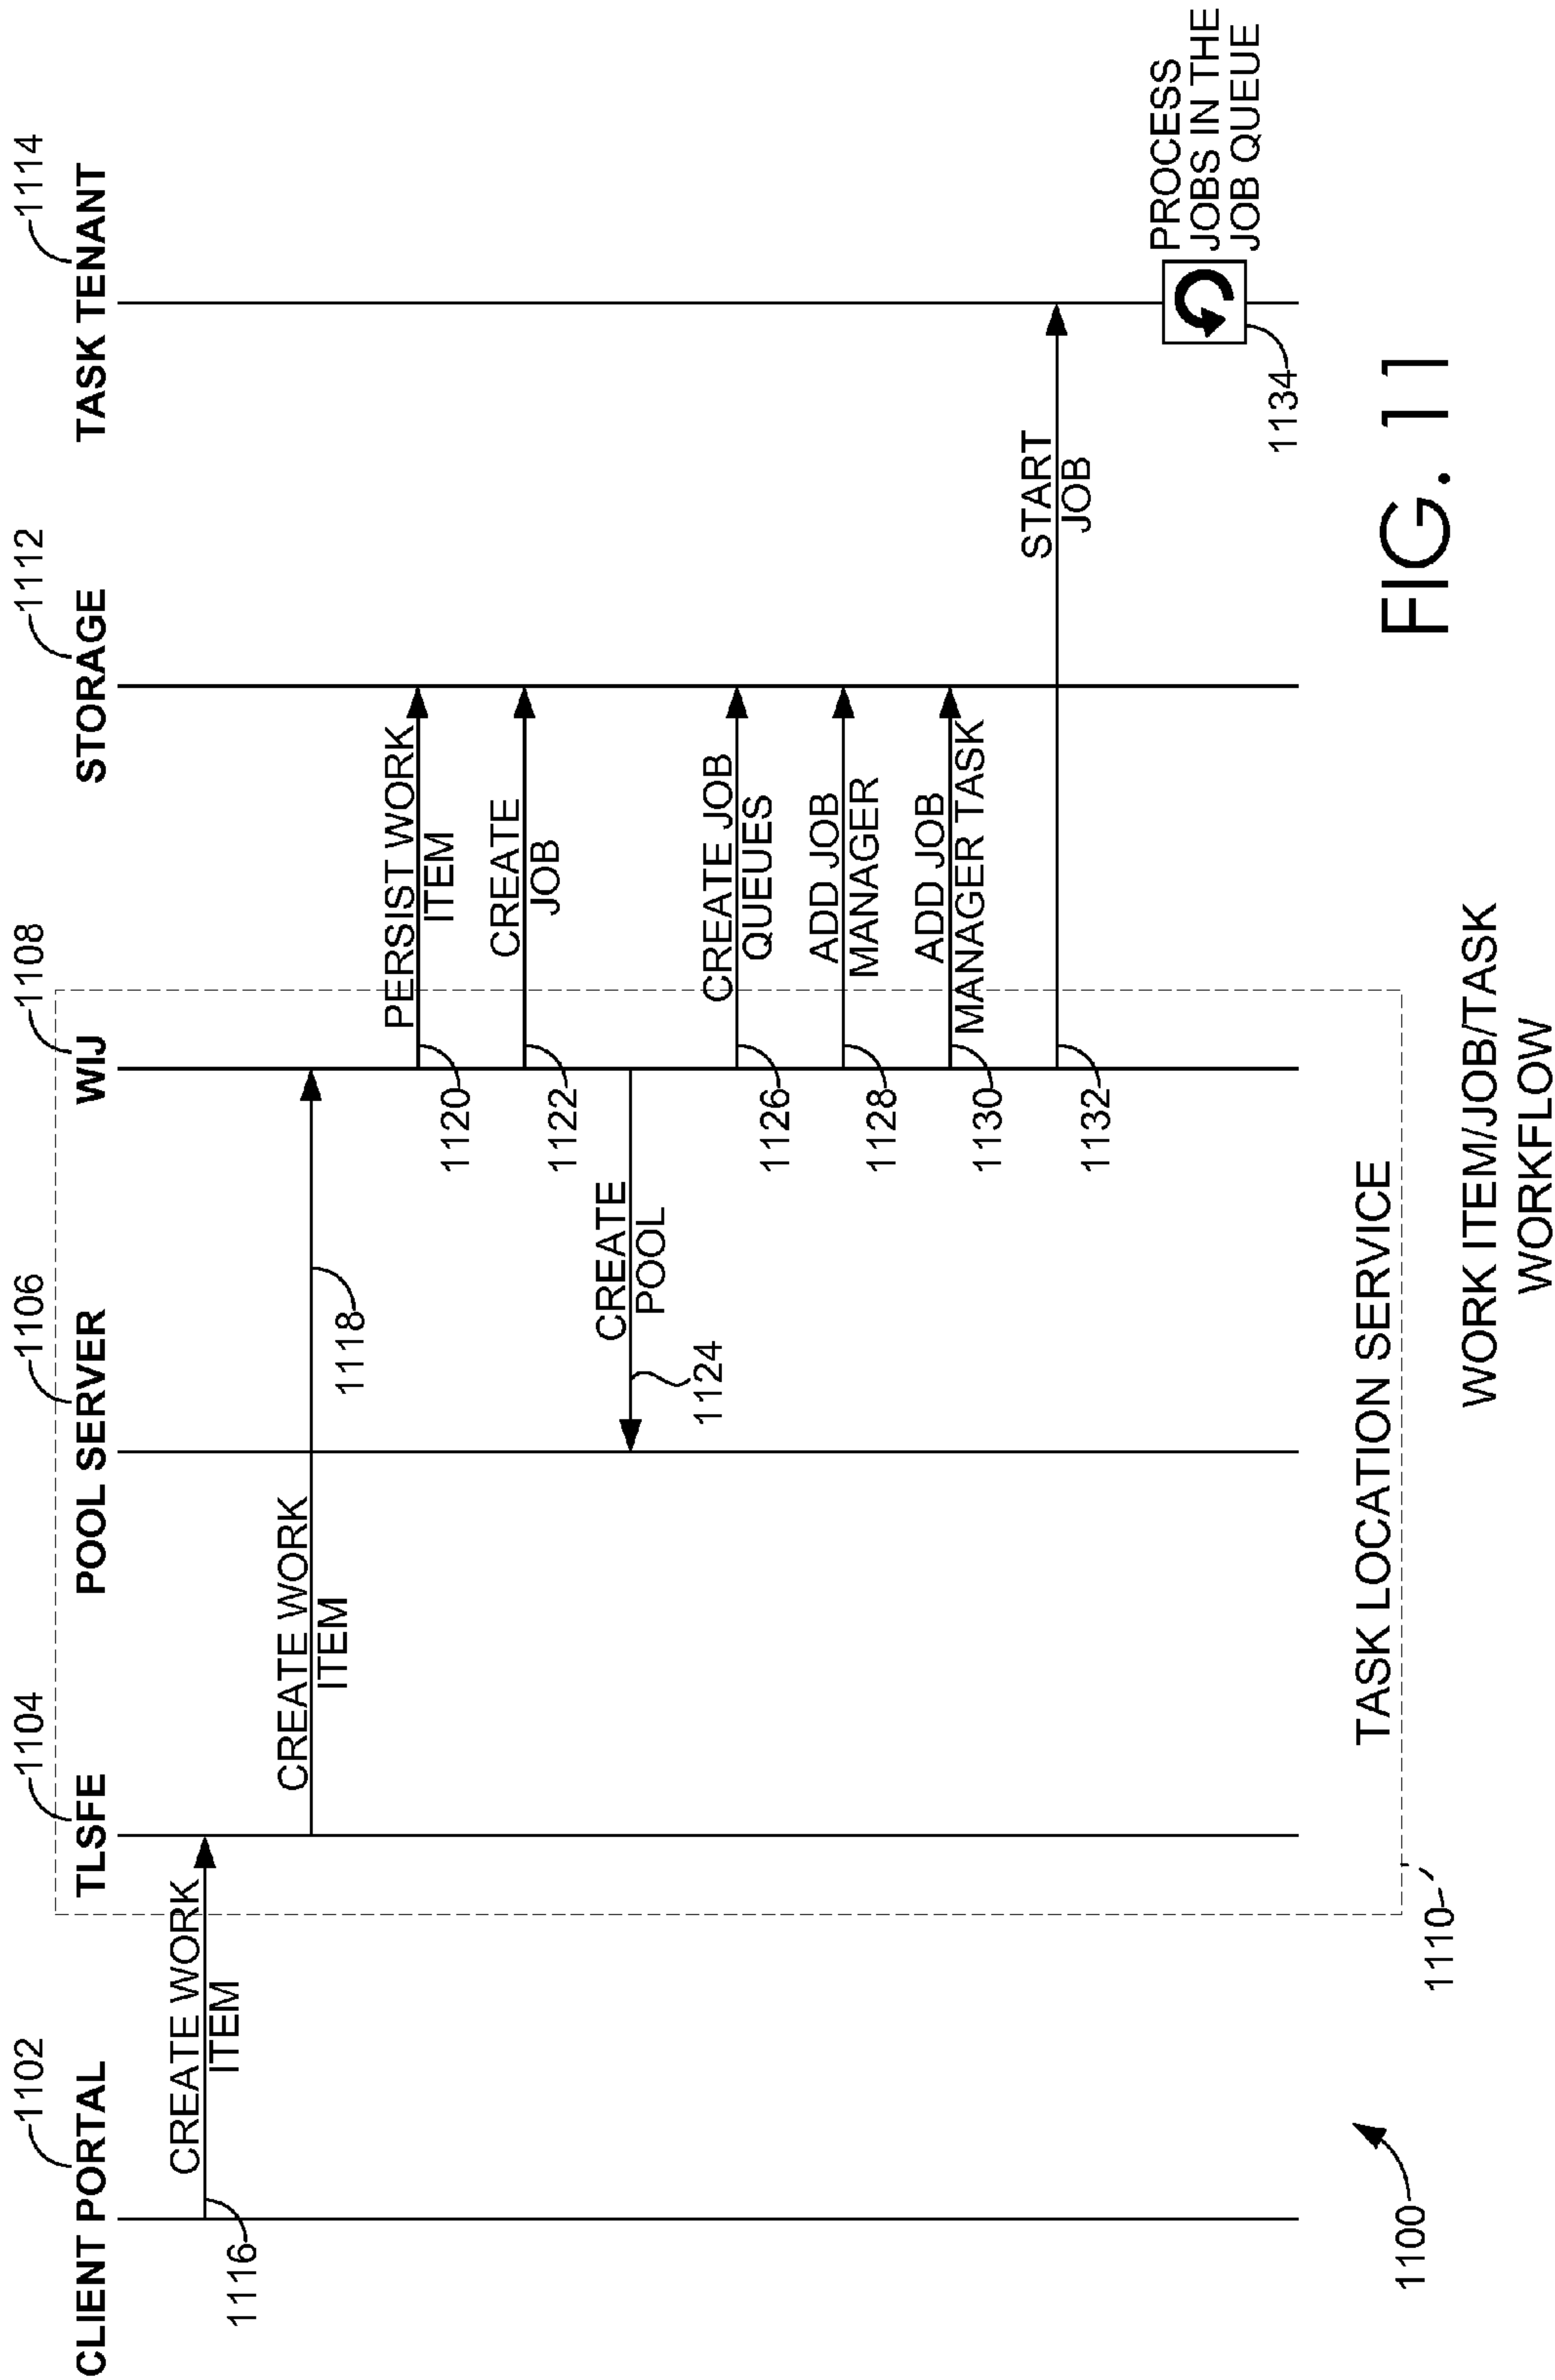 1102
CLIENT PORTAL
1104
TLSFE
1106
POOL SERVER
1108
WIJ
1112
STORAGE
1114
TASK TENANT
CREATE WORK
ITEM
1116
CREATE WORK
ITEM
1118
PERSIST WORK
ITEM
1120
CREATE
JOB
1122
CREATE
POOL
1124
CREATE JOB
QUEUES
1126
ADD JOB
MANAGER
1128
ADD JOB
MANAGER TASK
1130
START
JOB
1132
PROCESS
JOBS IN THE
JOB QUEUE
1134
TASK LOCATION SERVICE
1110
1100
WORK ITEM/JOB/TASK
WORKFLOW
FIG. 11